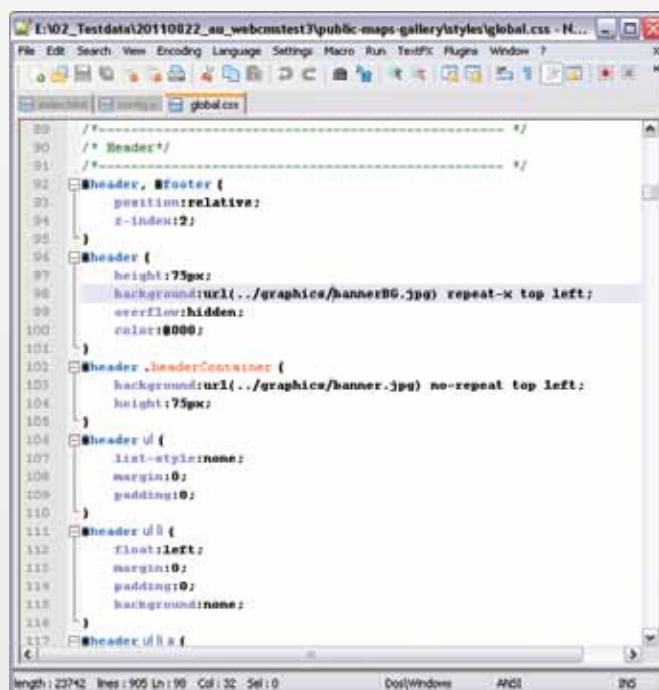 E:\02_Testdata\20110822_au_webcmstest3\public-maps-gallery\styles\global.css - N...
File Edit Search View Encoding Language Settings Macro Run TextFX Plugins Window ? X
index.html config.js global.css
89 /*-------------------------------------------------- */
90 /* Header*/
91 /*-------------------------------------------------- */
92 #header, #footer {
93 position:relative;
94 z-index:2;
95 }
96 #header {
97 height:75px;
98 background:url(../graphics/bannerBG.jpg) repeat-x top left;
99 overflow:hidden;
100 color:#000;
101 }
102 #header .headerContainer {
103 background:url(../graphics/banner.jpg) no-repeat top left;
104 height:75px;
105 }
106 #header ul {
107 list-style:none;
108 margin:0;
109 padding:0;
110 }
111 #header ul li {
112 float:left;
113 margin:0;
114 padding:0;
115 background:none;
116 }
117 #header ul li a {
length : 23742 lines : 905 Ln : 98 Col : 32 Sel : 0 Dos\Windows ANSI INS